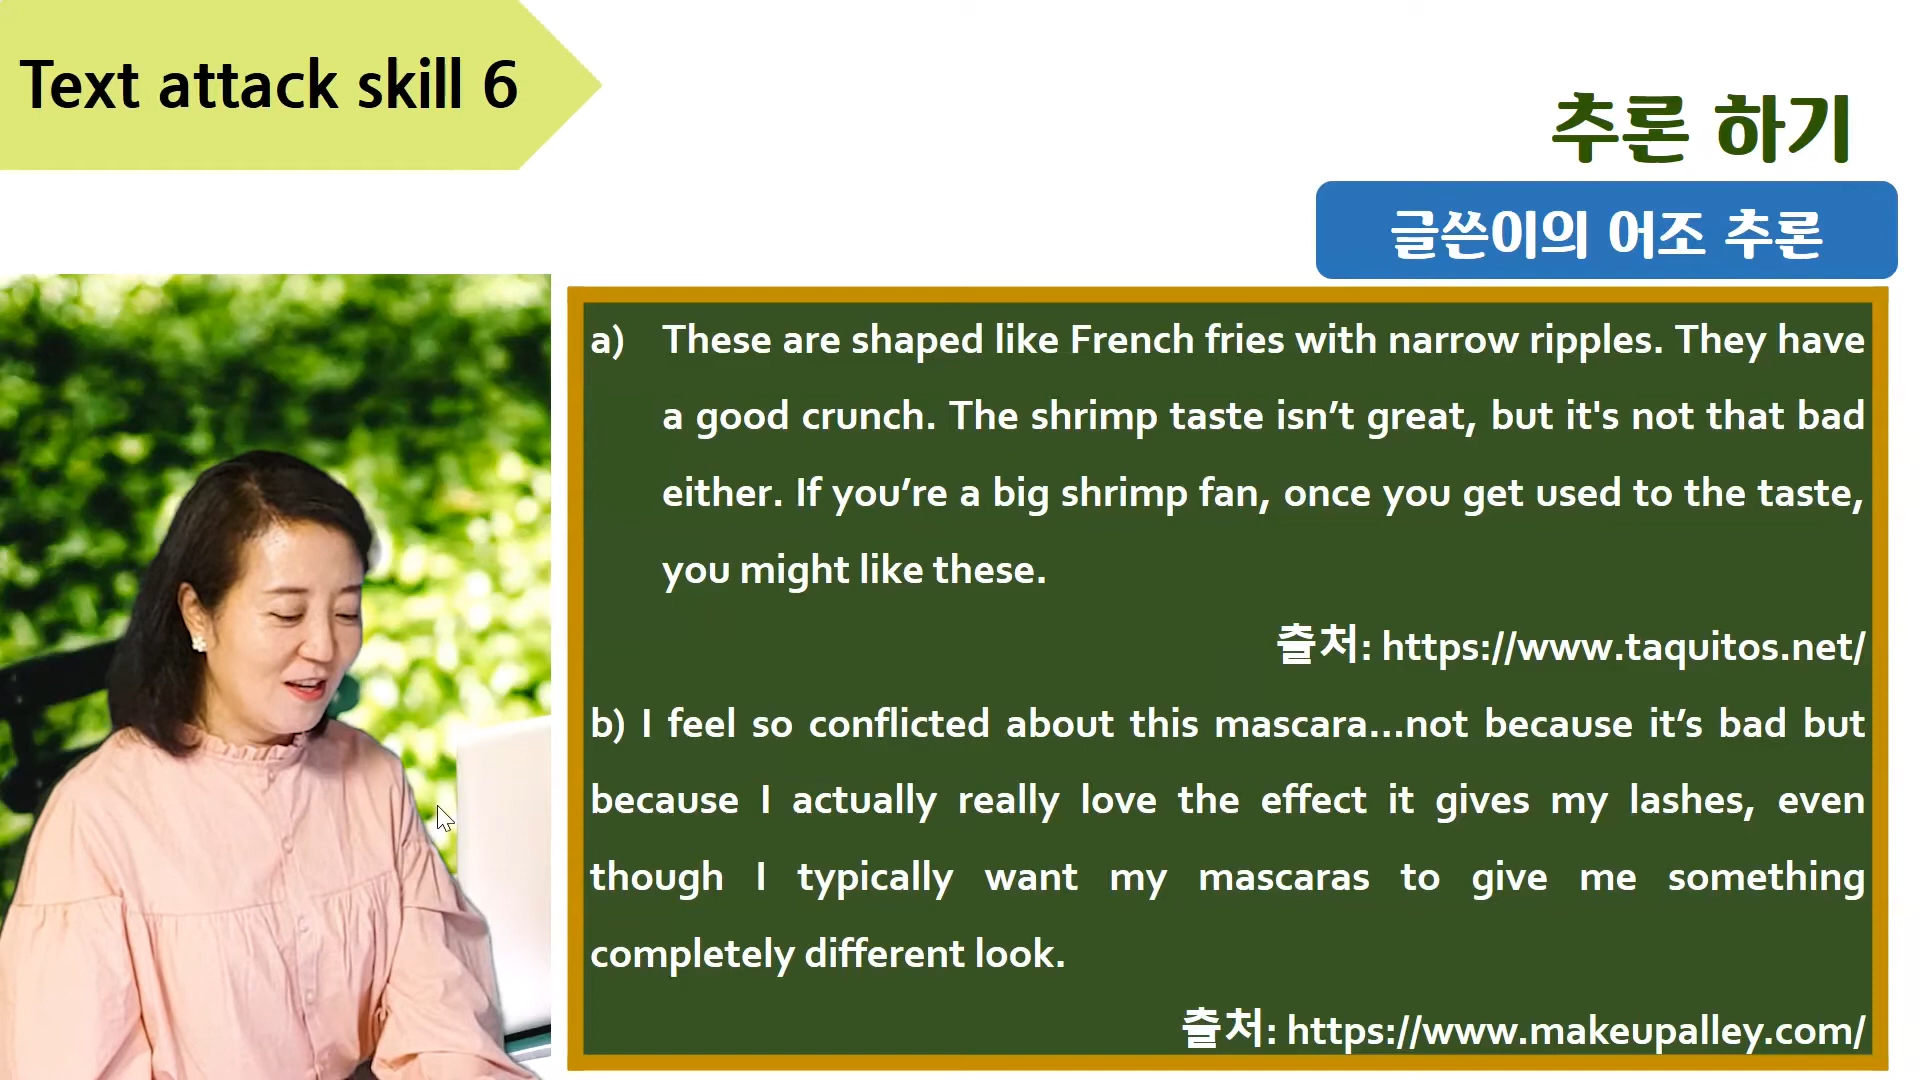 Text attack skill 6
추론 하기
글쓴이의 어조 추론
a) These are shaped like French fries with narrow ripples. They have
a good crunch. The shrimp taste isn’t great, but it's not that bad
either. If you’re a big shrimp fan, once you get used to the taste,
you might like these.
출처: https://www.taquitos.net/
b) I feel so conflicted about this mascara...not because it’s bad but
because I actually really love the effect it gives my lashes, even
though I typically want my mascaras to give me something
completely different look.
출처: https://www.makeupalley.com/